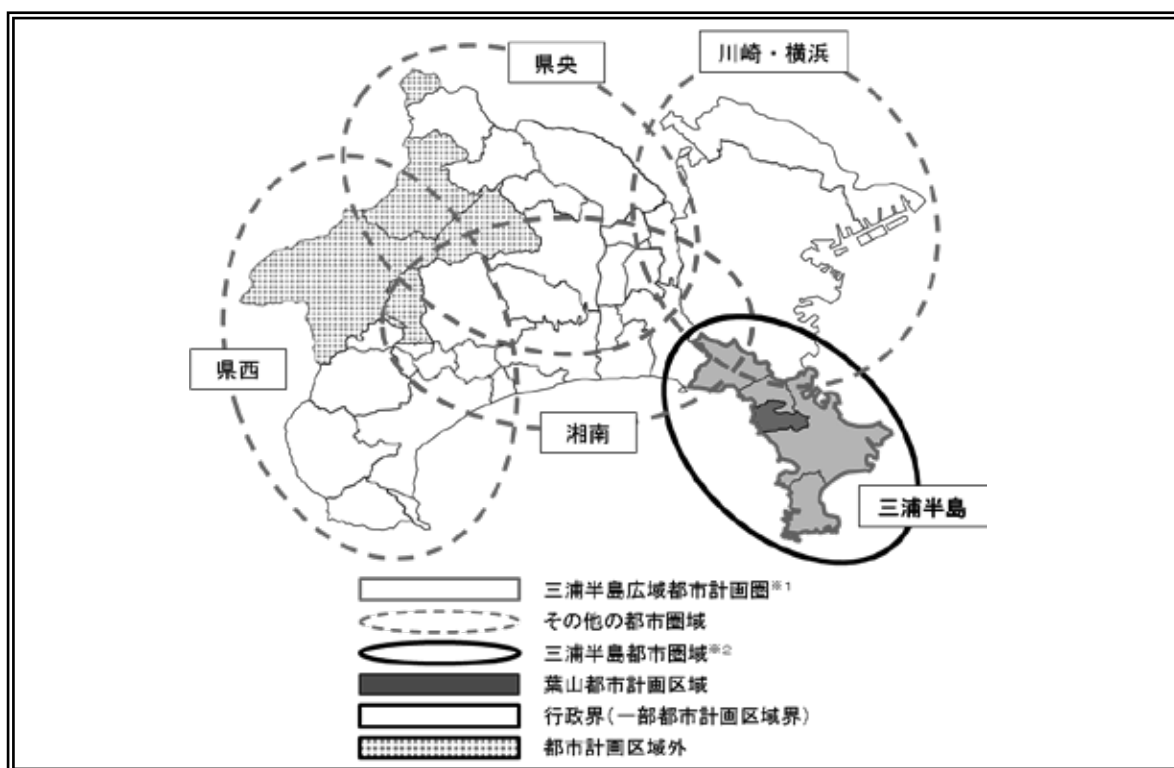 県央
川崎・横浜
県西
湘南
三浦半島
三浦半島広域都市計画圏※1
その他の都市圏域
三浦半島都市圏域※2
葉山都市計画区域
行政界(一部都市計画区域界)
都市計画区域外